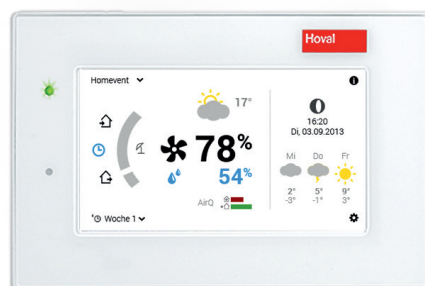 Hoval
Homevent
17°
16:20
Di, 03.09.2013
78%
54%
Mi Do Fr
2° 5° 9°
-3° -1° 3°
AirQ
Woche 1